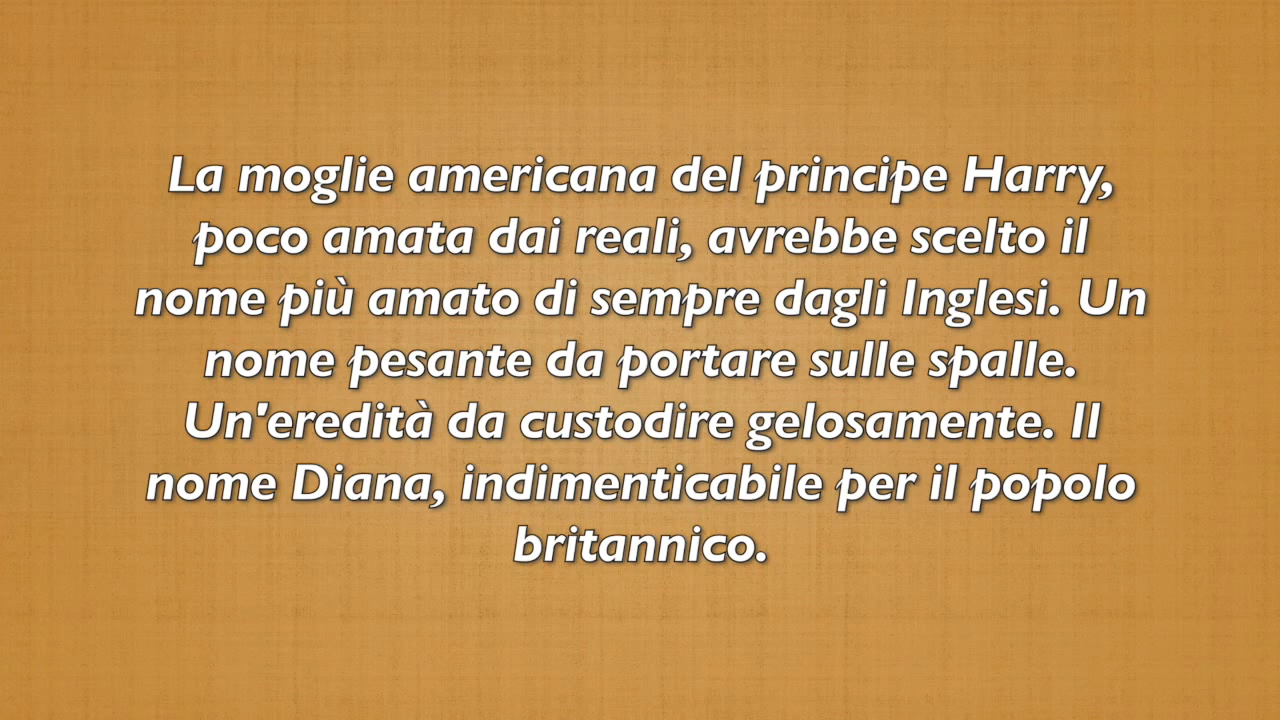 La moglie americana del principe Harry,
poco amata dai reali, avrebbe scelto il
nome più amato di sempre dagli Inglesi. Un
nome pesante da portare sulle spalle.
Un'eredità da custodire gelosamente. Il
nome Diana, indimenticabile per il popolo
britannico.